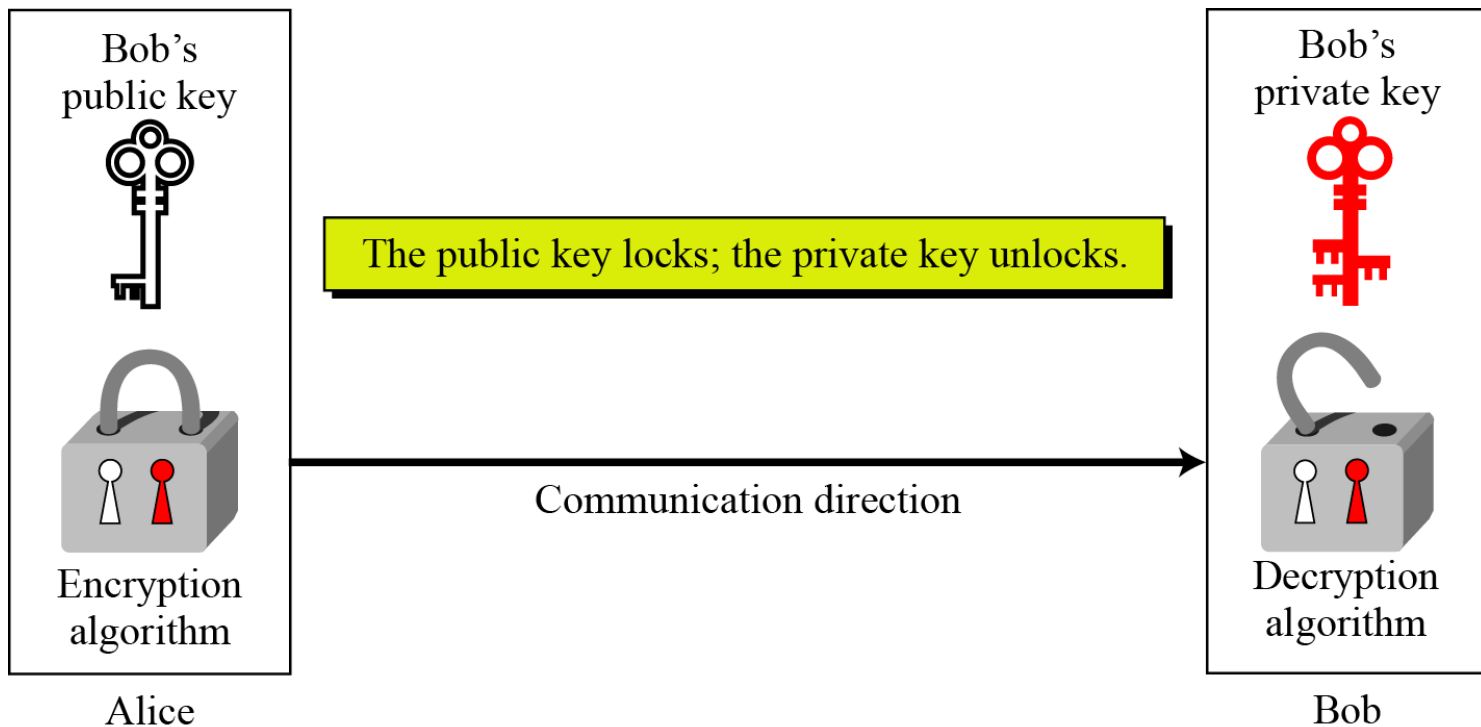 Bob’s
public key
Bob’s
private key
The public key locks; the private key unlocks.
Communication direction
Encryption
algorithm
Decryption
algorithm
Alice
Bob